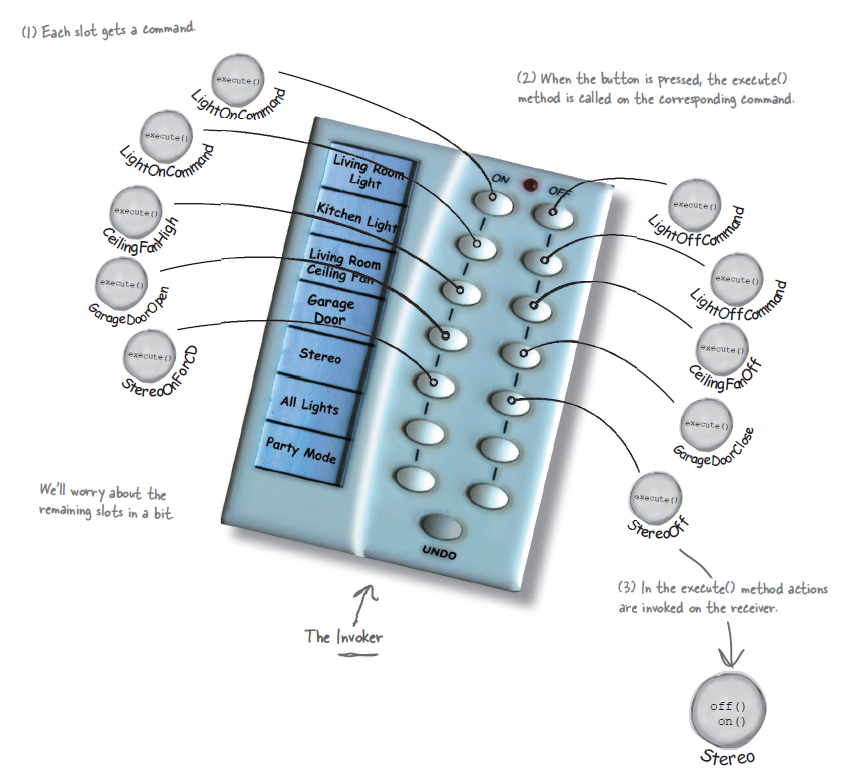 (1) Each slot gets a command.
execute()
LightOnCommand
execute()
LightOnCommand
execute()
CeilingFanHigh
execute()
GarageDoorOpen
execute()
StereoOnForCD
We'll worry about the
remaining slots in a bit.
(2) When the button is pressed, the execute()
method is called on the corresponding command.
ON
OFF
Living Room
Light
Kitchen Light
Living Room
Ceiling Fan
Garage
Door
Stereo
All Lights
Party Mode
UNDO
The Invoker
execute()
LightOffCommand
execute()
LightOffCommand
execute()
CeilingFanOff
execute()
GarageDoorClose
execute()
StereoOff
(3) In the execute() method actions
are invoked on the receiver.
off()
on()
Stereo